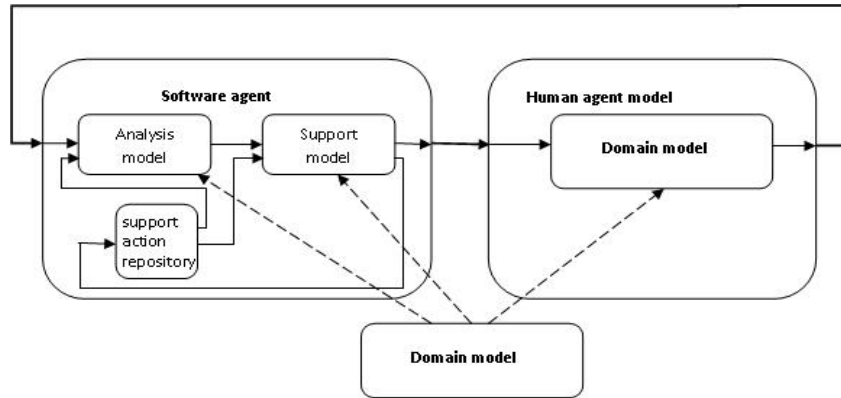 Software agent
Human agent model
Analysis
model
Support
model
Domain model
support
action
repository
Domain model